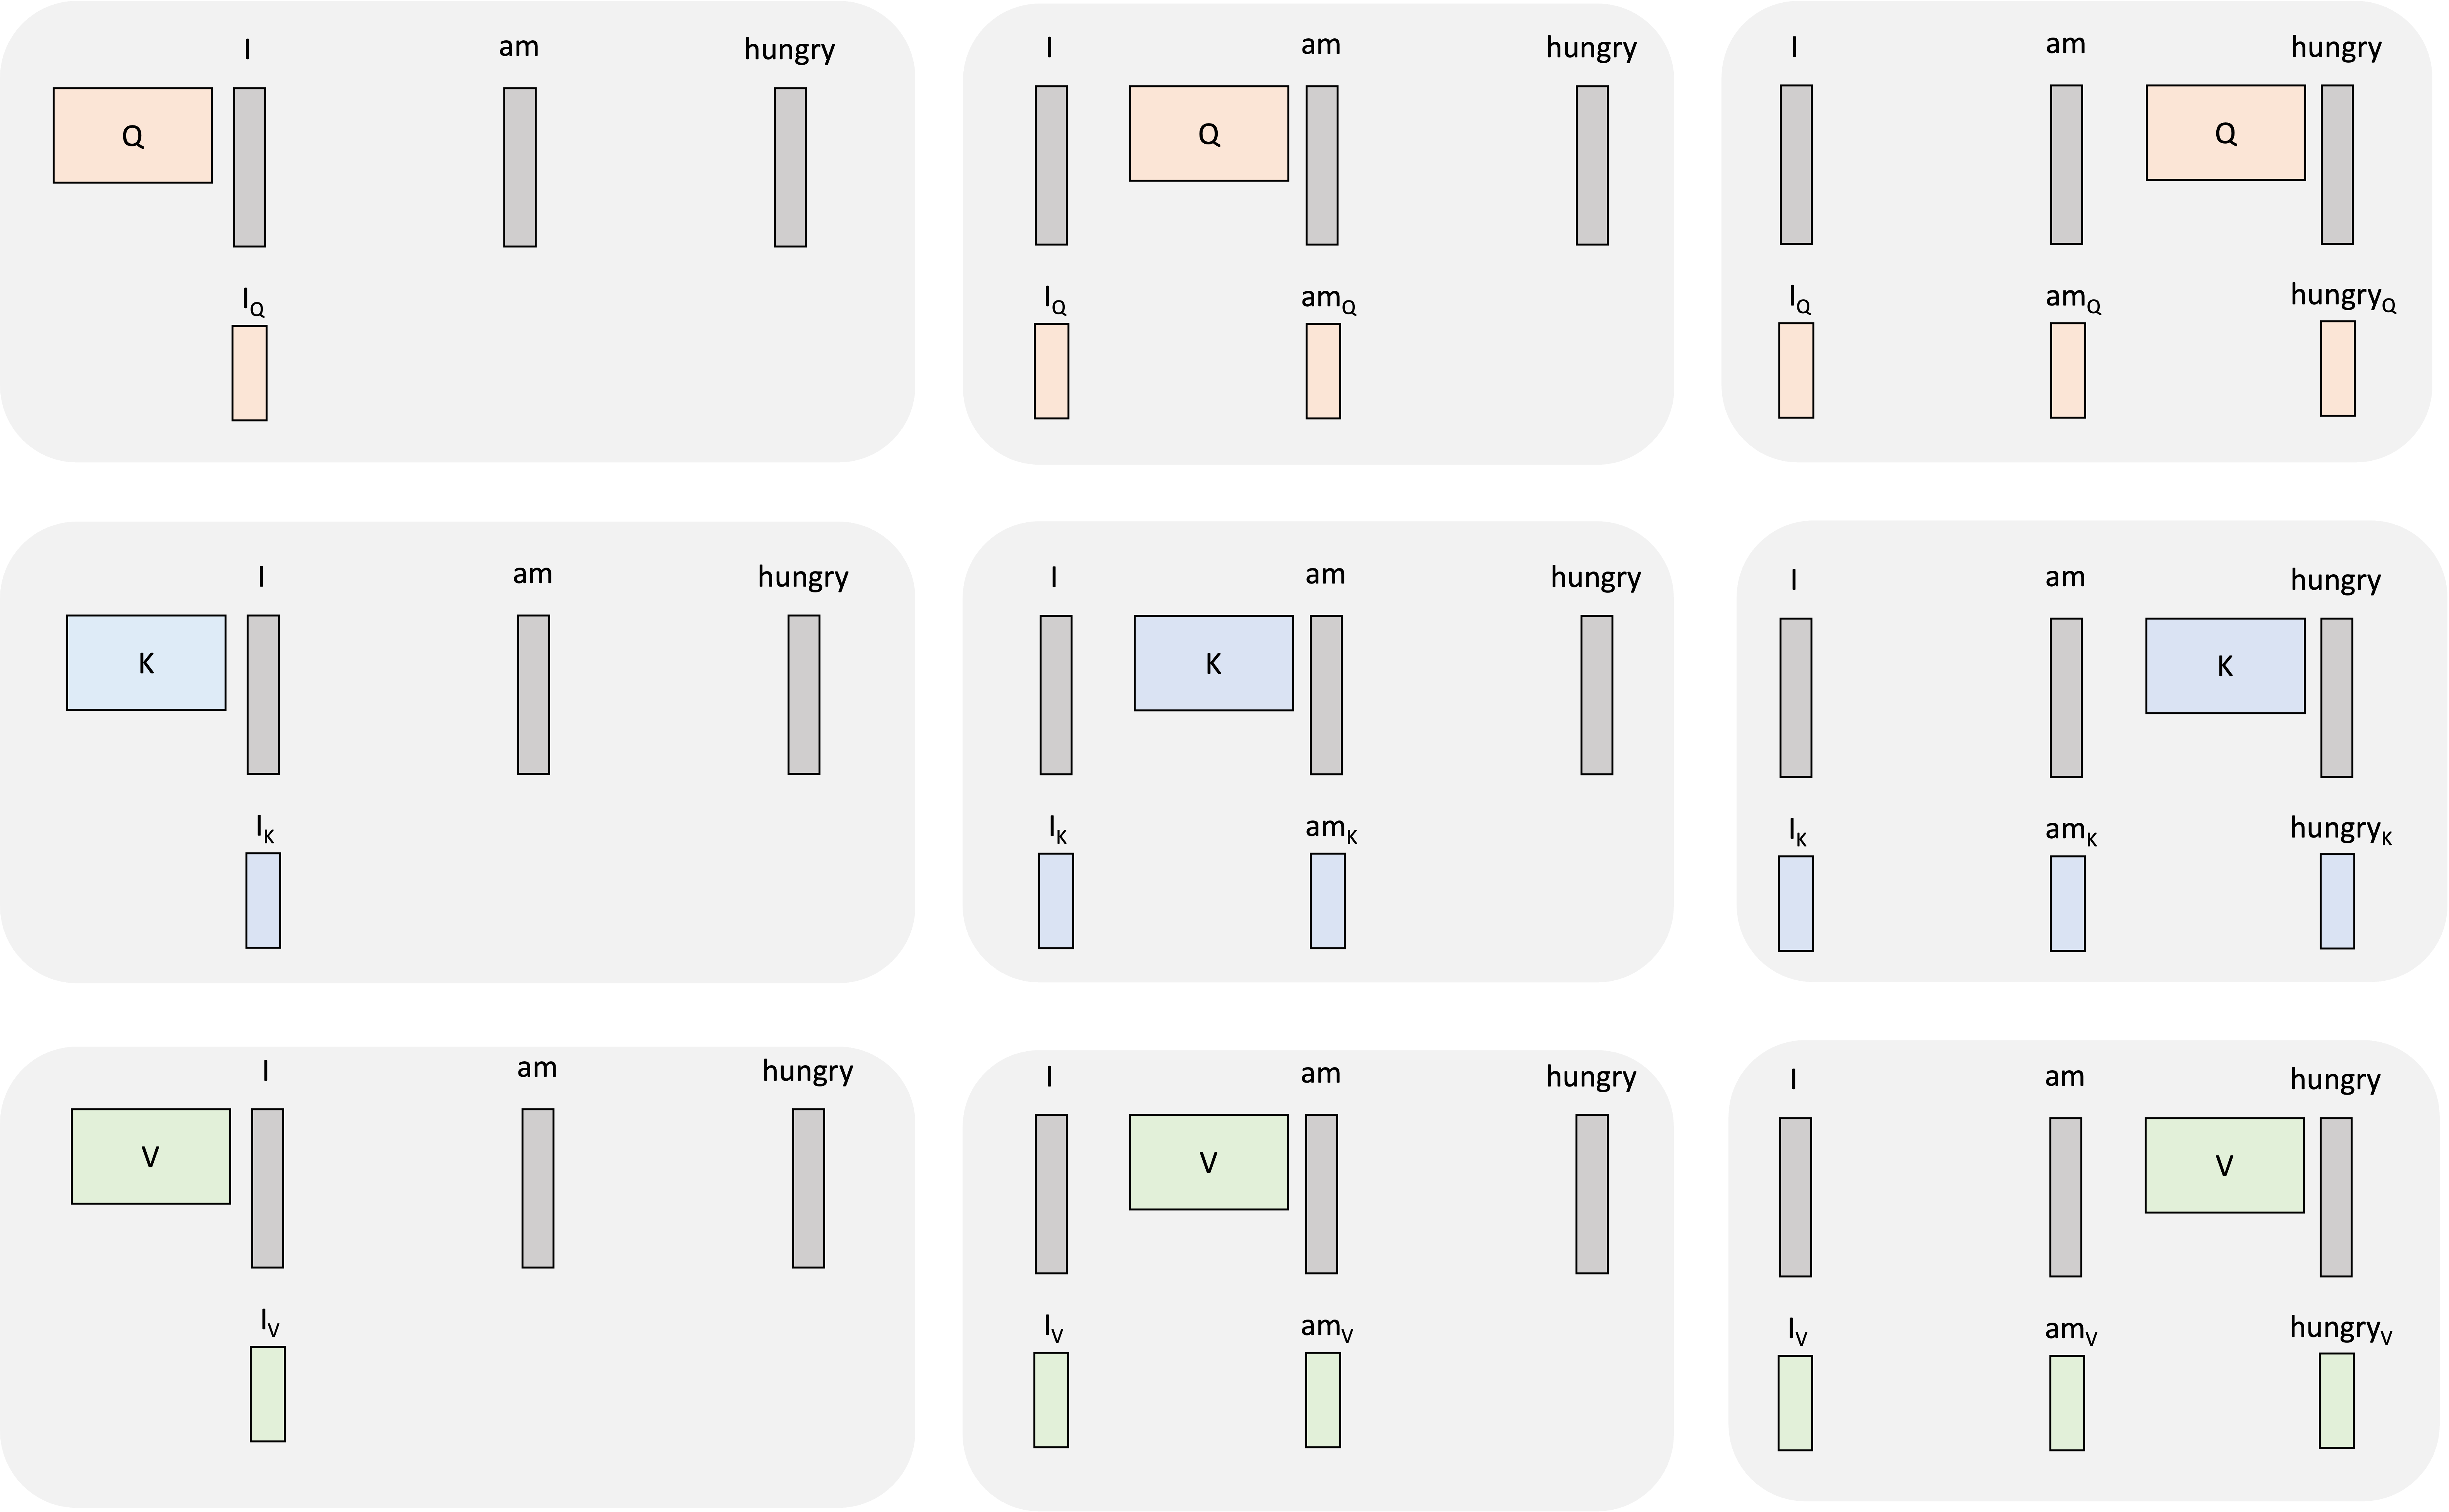 I am hungry
Q
I_Q
I am hungry
Q
I_Q am_Q
I am hungry
Q
I_Q am_Q hungry_Q
I am hungry
K
I_K
I am hungry
K
I_K am_K
I am hungry
K
I_K am_K hungry_K
I am hungry
V
I_V
I am hungry
V
I_V am_V
I am hungry
V
I_V am_V hungry_V